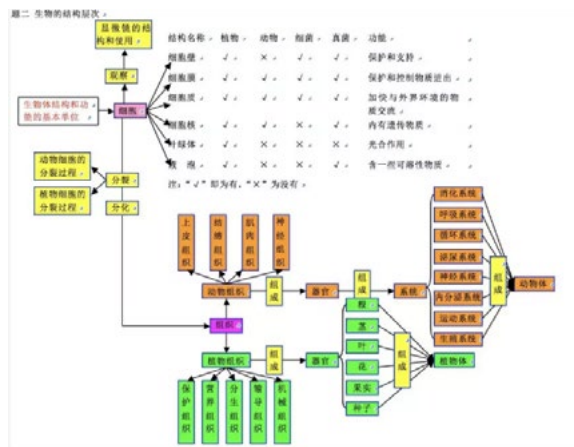 题二 生物的结构层次
显微镜的结构和使用
观察
生物体结构和功能的基本单位
细胞
结构名称 植物 动物 细菌 真菌 功能
细胞壁 √ × √ √ 保护和支持
细胞膜 √ √ √ √ 保护和控制物质进出
细胞质 √ √ √ √ 加快与外界环境的物质交流
细胞核 √ √ × √ 内有遗传物质
叶绿体 √ × × × 光合作用
液泡 √ × × √ 含一些可溶性物质
注:“√”即为有,“×”为没有
动物细胞的分裂过程
植物细胞的分裂过程
分裂
分化
上皮组织
结缔组织
肌肉组织
神经组织
动物组织
组成
器官
组成
系统
消化系统
呼吸系统
循环系统
泌尿系统
神经系统
内分泌系统
运动系统
生殖系统
组成
动物体
组织
植物组织
组成
器官
根
茎
叶
花
果实
种子
组成
植物体
保护组织
营养组织
分生组织
输导组织
机械组织